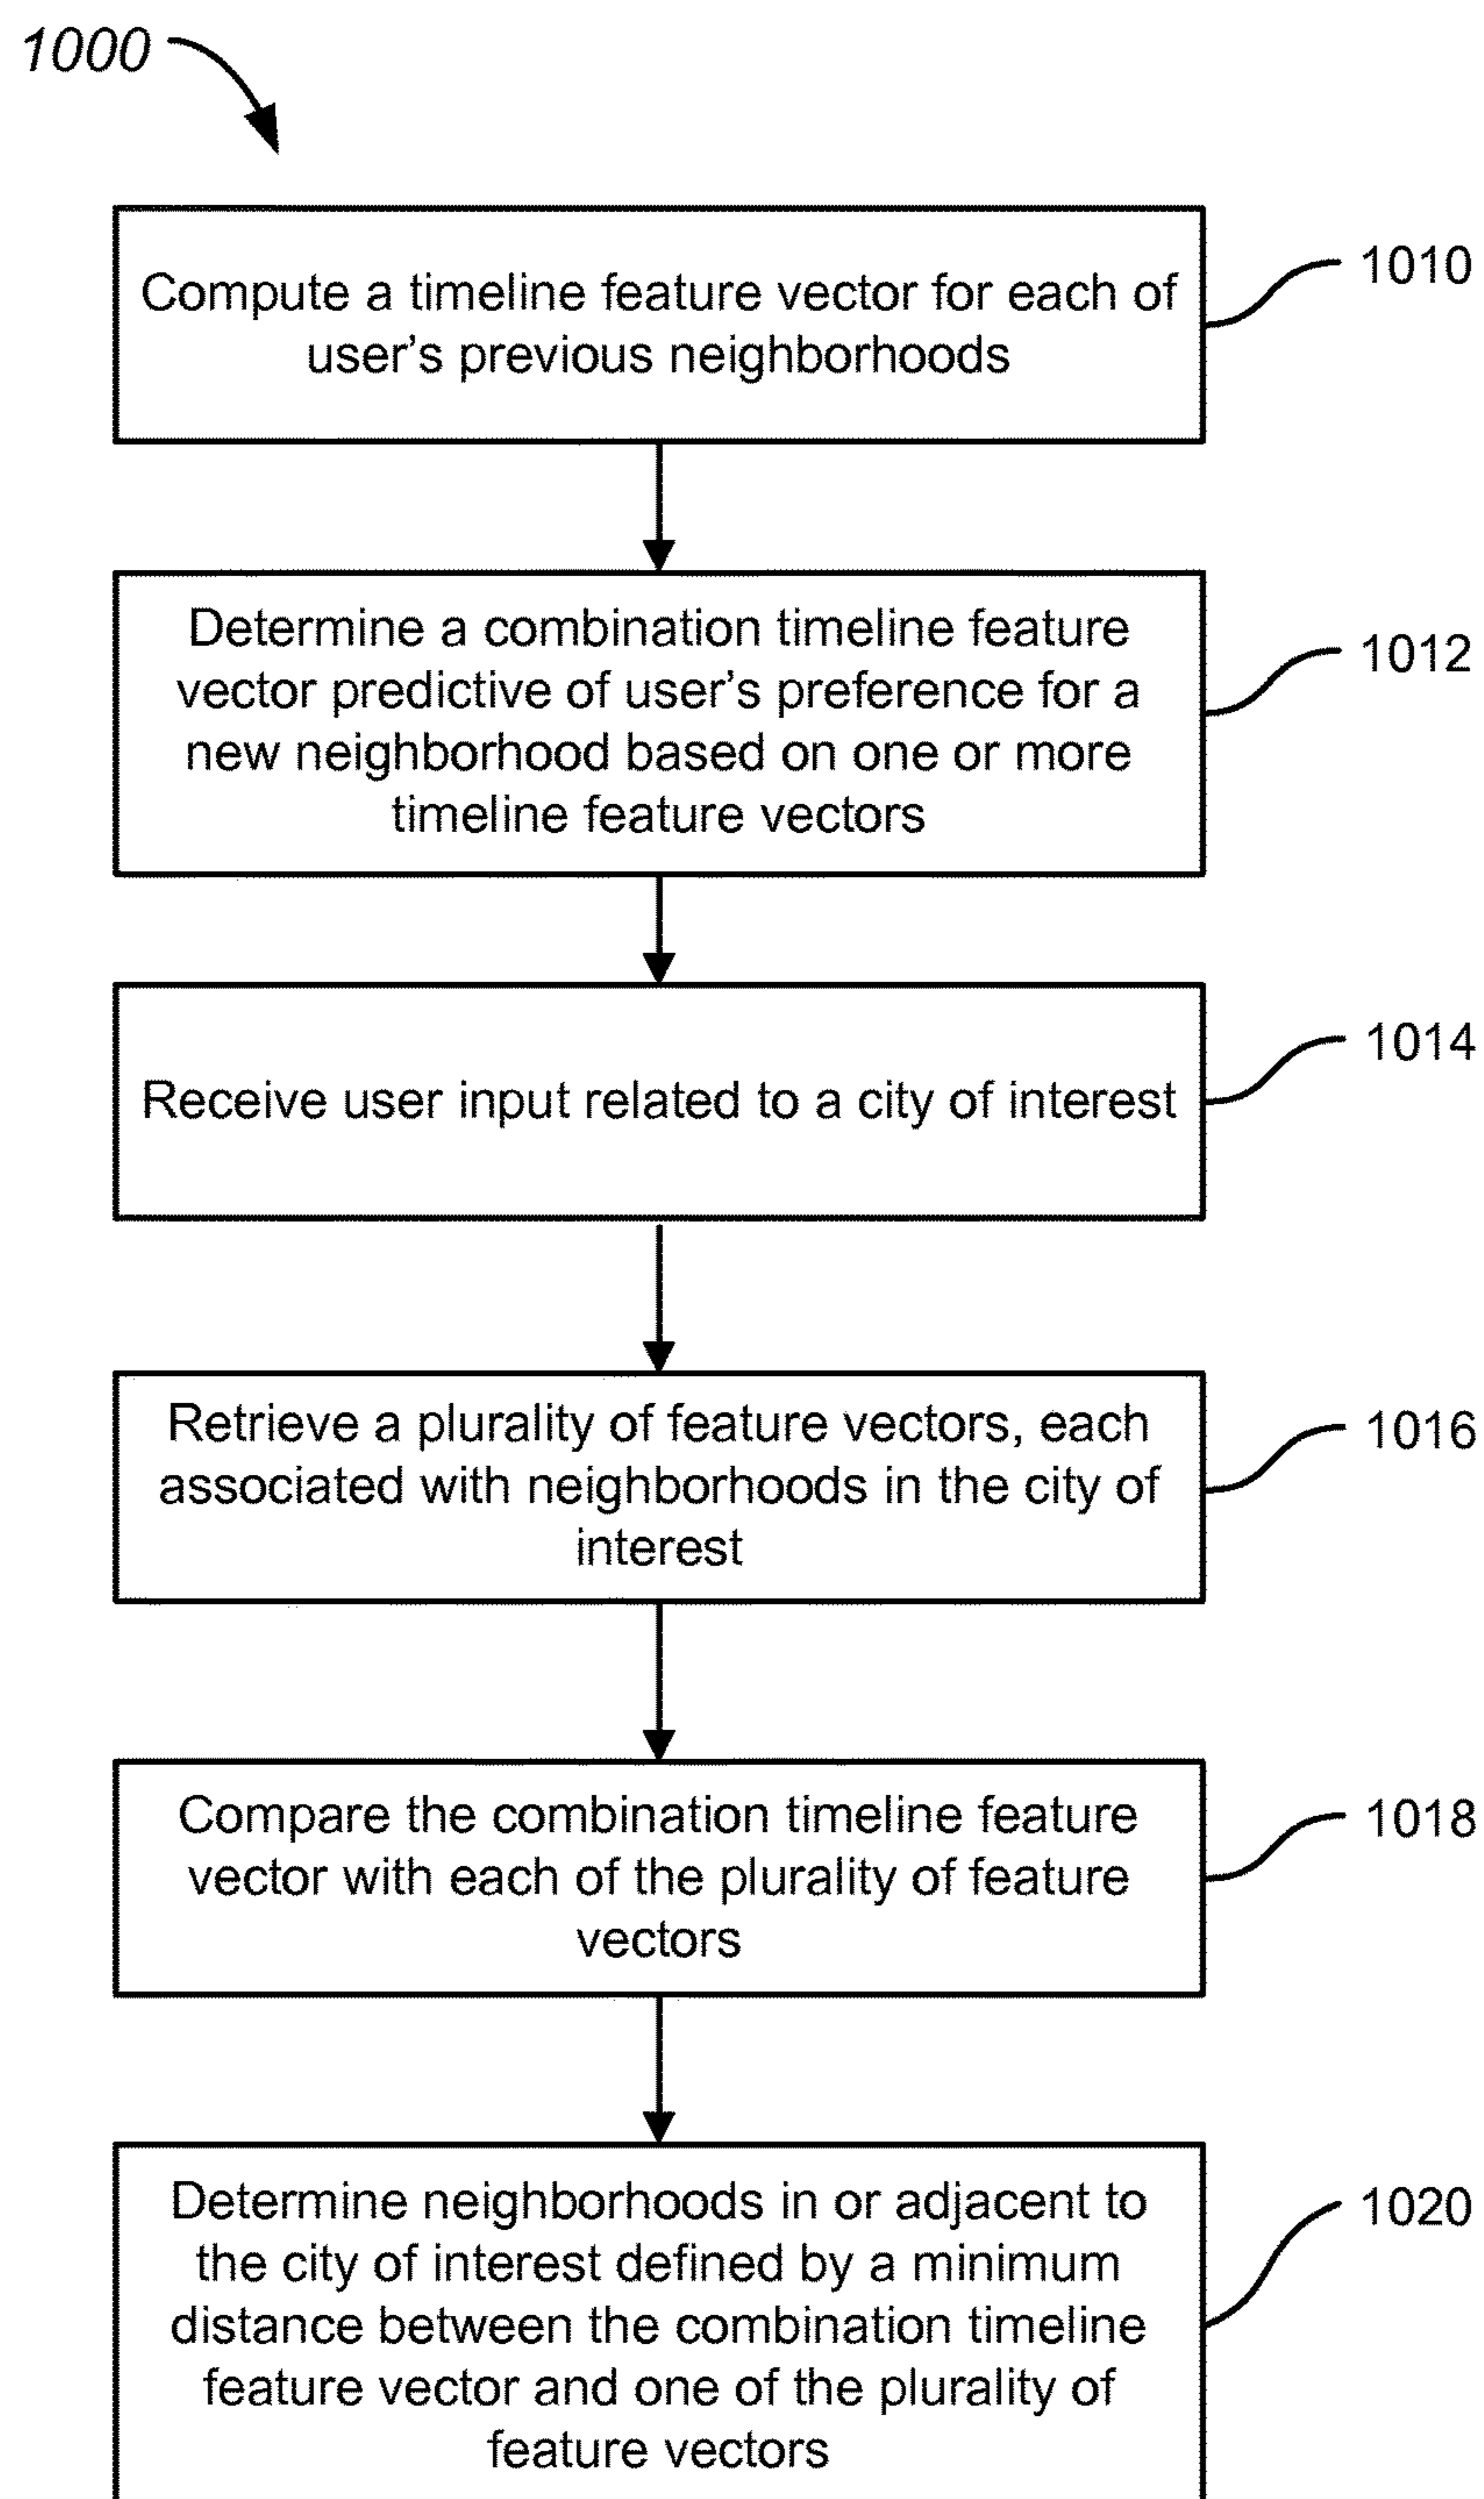 1000
Compute a timeline feature vector for each of
user's previous neighborhoods
1010
Determine a combination timeline feature
vector predictive of user's preference for a
new neighborhood based on one or more
timeline feature vectors
1012
Receive user input related to a city of interest
1014
Retrieve a plurality of feature vectors, each
associated with neighborhoods in the city of
interest
1016
Compare the combination timeline feature
vector with each of the plurality of feature
vectors
1018
Determine neighborhoods in or adjacent to
the city of interest defined by a minimum
distance between the combination timeline
feature vector and one of the plurality of
feature vectors
1020